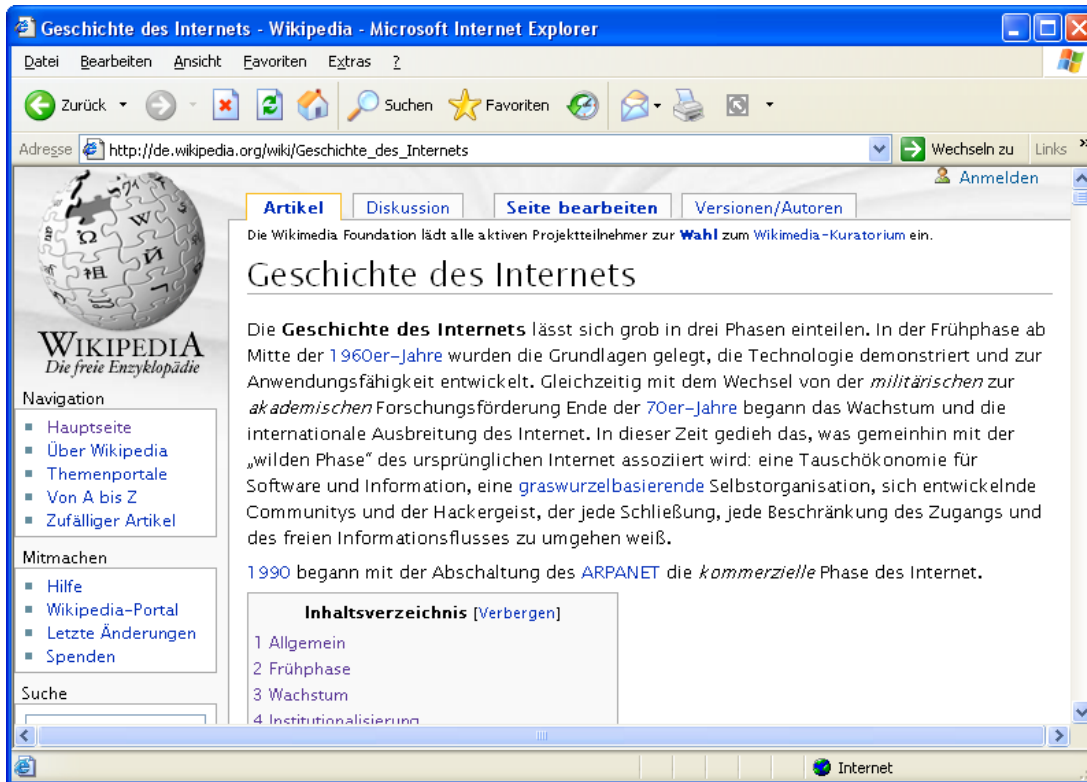 Geschichte des Internets - Wikipedia - Microsoft Internet Explorer
Datei Bearbeiten Ansicht Favoriten Extras ?
Zurück Suchen Favoriten
Adresse http://de.wikipedia.org/wiki/Geschichte_des_Internets Wechseln zu Links »
Anmelden
Artikel Diskussion Seite bearbeiten Versionen/Autoren
Die Wikimedia Foundation lädt alle aktiven Projektteilnehmer zur Wahl zum Wikimedia-Kuratorium ein.
Geschichte des Internets
Die Geschichte des Internets lässt sich grob in drei Phasen einteilen. In der Frühphase ab
Mitte der 1960er-Jahre wurden die Grundlagen gelegt, die Technologie demonstriert und zur
Anwendungsfähigkeit entwickelt. Gleichzeitig mit dem Wechsel von der militärischen zur
akademischen Forschungsförderung Ende der 70er-Jahre begann das Wachstum und die
internationale Ausbreitung des Internet. In dieser Zeit gedieh das, was gemeinhin mit der
„wilden Phase“ des ursprünglichen Internet assoziiert wird: eine Tauschökonomie für
Software und Information, eine graswurzelbasierende Selbstorganisation, sich entwickelnde
Communitys und der Hackergeist, der jede Schließung, jede Beschränkung des Zugangs und
des freien Informationsflusses zu umgehen weiß.
1990 begann mit der Abschaltung des ARPANET die kommerzielle Phase des Internet.
Inhaltsverzeichnis [Verbergen]
1 Allgemein
2 Frühphase
3 Wachstum
4 Institutionalisierung
WIKIPEDIA
Die freie Enzyklopädie
Navigation
Hauptseite
Über Wikipedia
Themenportale
Von A bis Z
Zufälliger Artikel
Mitmachen
Hilfe
Wikipedia-Portal
Letzte Änderungen
Spenden
Suche
Internet